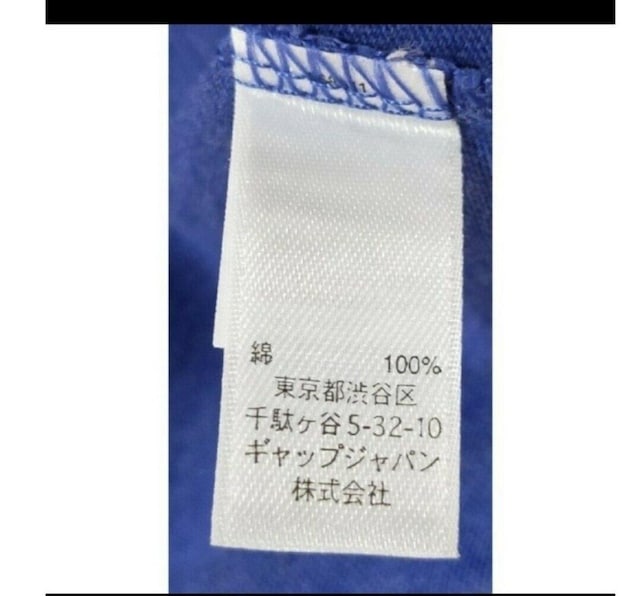 綿 100%
東京都渋谷区
千駄ヶ谷5-32-10
ギャップジャパン
株式会社